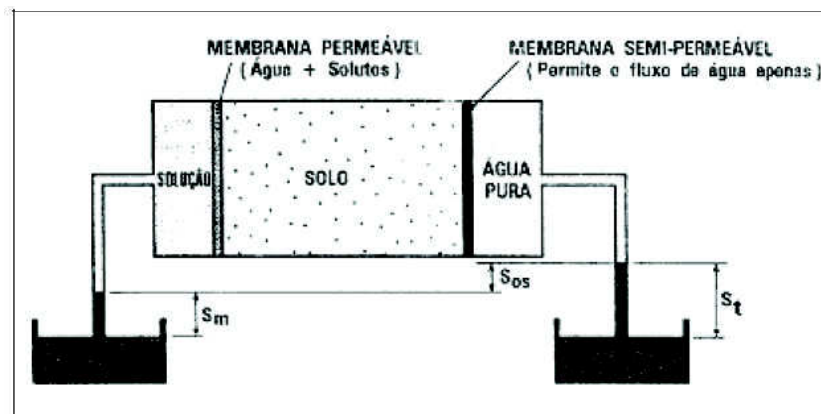 MEMBRANA PERMEÁVEL
(Água + Solutos)
MEMBRANA SEMI-PERMEÁVEL
(Permite o fluxo de água apenas)
SOLUÇÃO
SOLO
ÁGUA
PURA
Sos
Sm
St